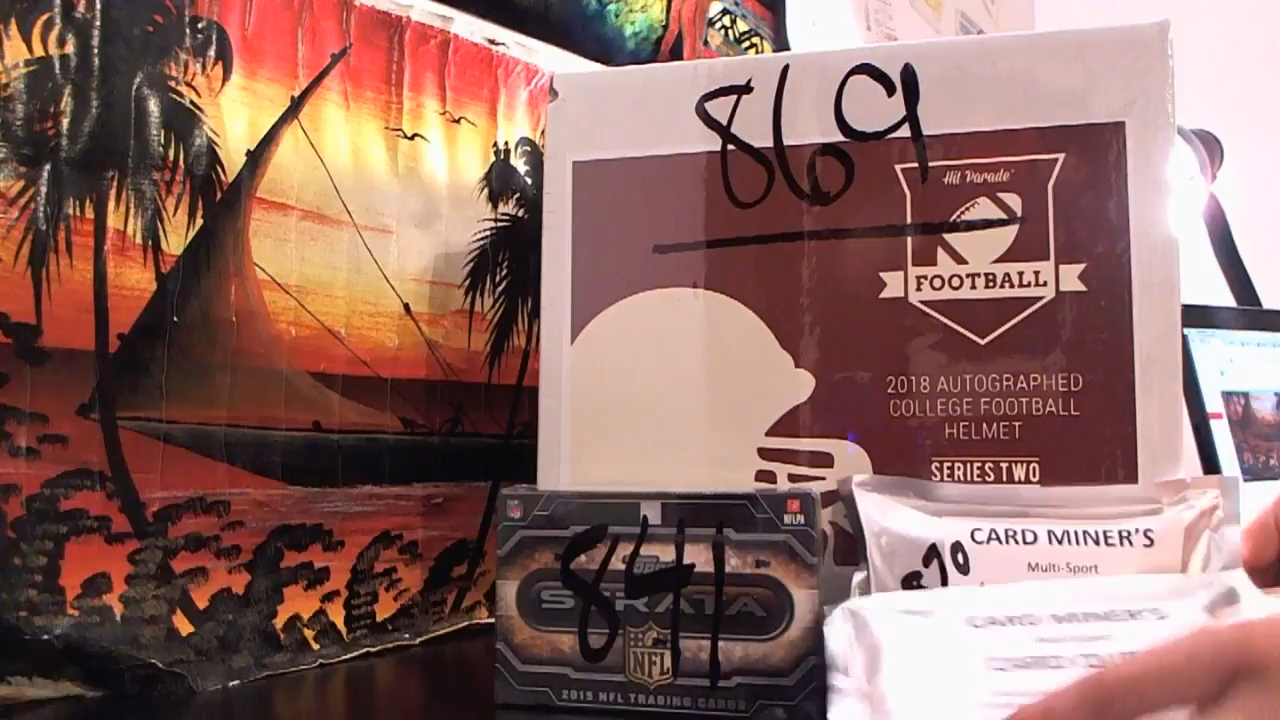 869
Hit Parade
FOOTBALL
2018 AUTOGRAPHED
COLLEGE FOOTBALL
HELMET
SERIES TWO
NFLPA
841
Topps
STRATA
NFL
2015 NFL TRADING CARDS
CARD MINER'S
Multi-Sport
870
CARD MINER'S